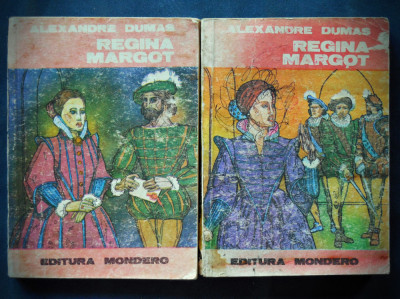 ALEXANDRE DUMAS
REGINA
MARGOT
EDITURA MONDERO
ALEXANDRE DUMAS
REGINA
MARGOT
EDITURA MONDERO